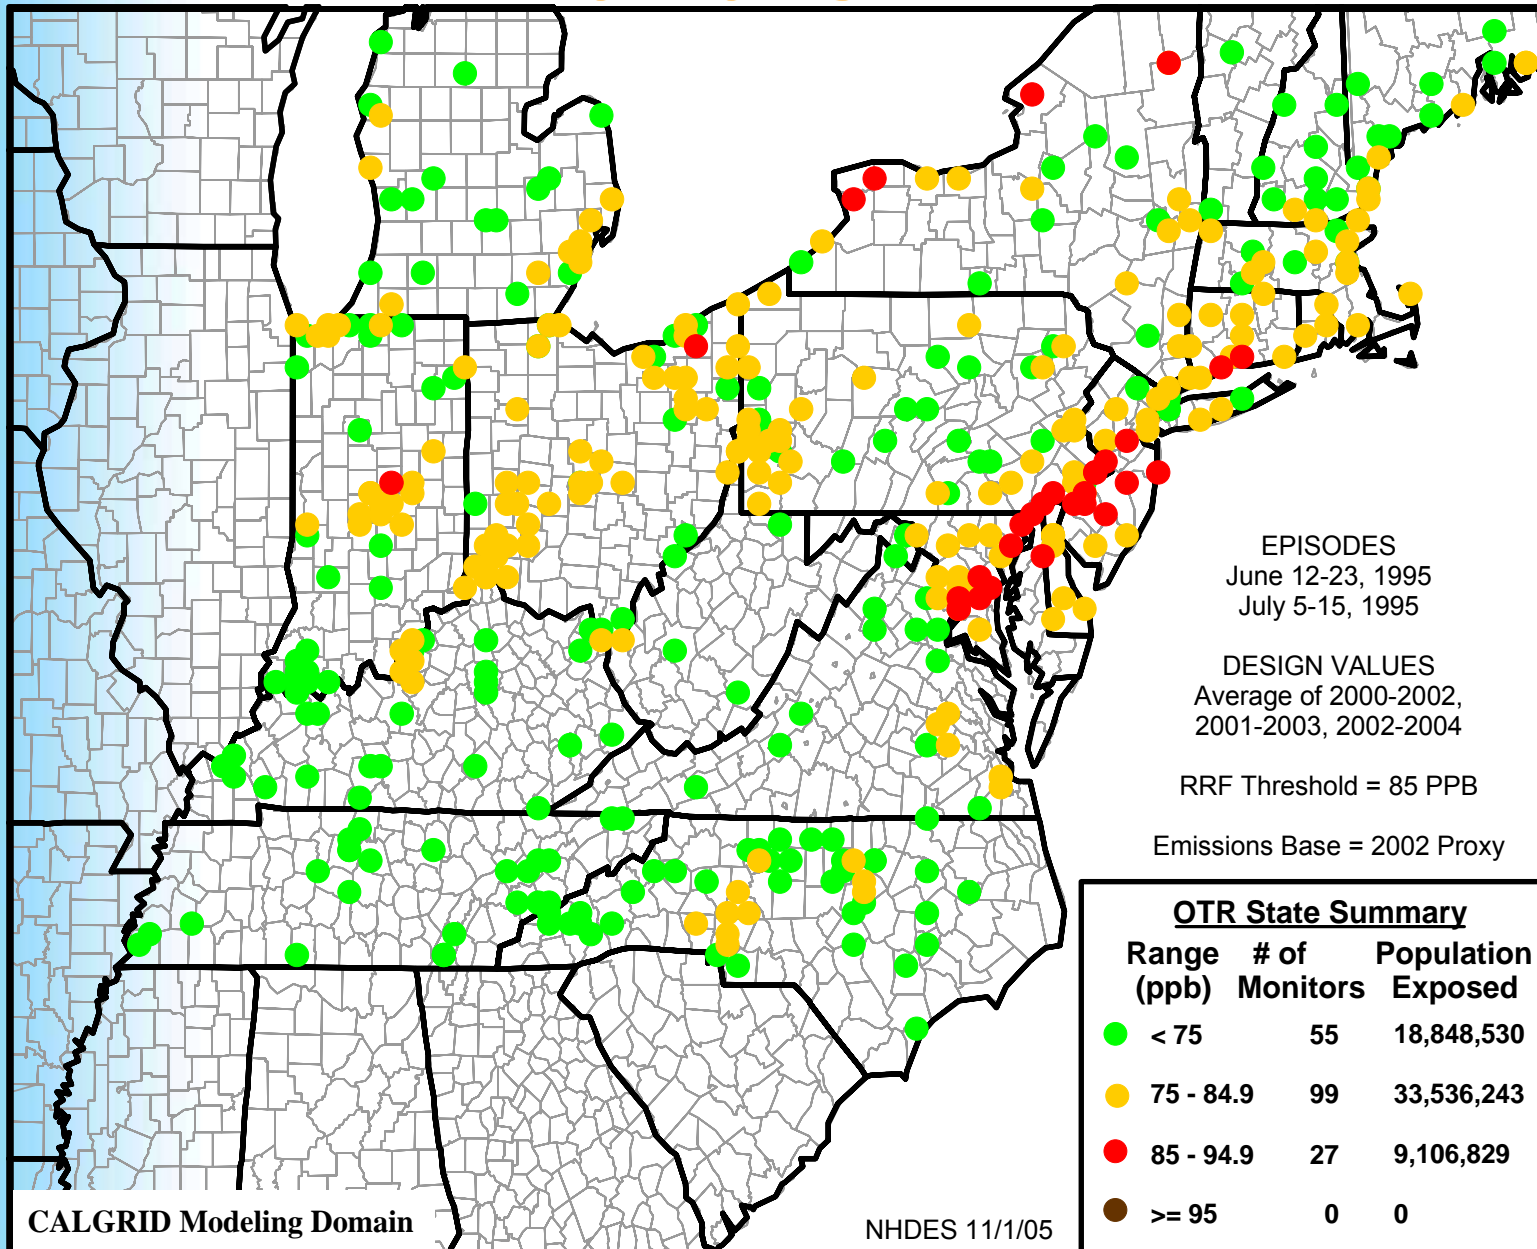 EPISODES
June 12-23, 1995
July 5-15, 1995
DESIGN VALUES
Average of 2000-2002,
2001-2003, 2002-2004
RRF Threshold = 85 PPB
Emissions Base = 2002 Proxy
OTR State Summary
Range # of Population
(ppb) Monitors Exposed
< 75 55 18,848,530
75 - 84.9 99 33,536,243
85 - 94.9 27 9,106,829
>= 95 0 0
CALGRID Modeling Domain
NHDES 11/1/05